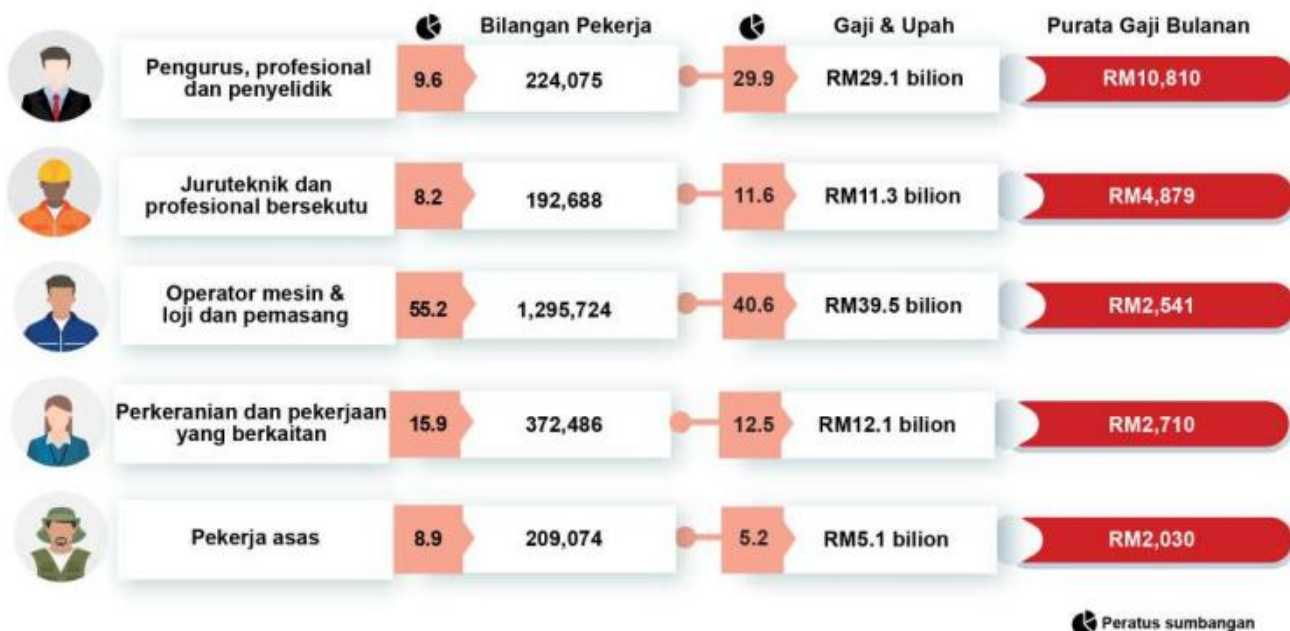 Bilangan Pekerja Gaji & Upah Purata Gaji Bulanan
Pengurus, profesional
dan penyelidik
9.6 224,075 29.9 RM29.1 bilion RM10,810
Juruteknik dan
profesional bersekutu
8.2 192,688 11.6 RM11.3 bilion RM4,879
Operator mesin &
loji dan pemasang
55.2 1,295,724 40.6 RM39.5 bilion RM2,541
Perkeranian dan pekerjaan
yang berkaitan
15.9 372,486 12.5 RM12.1 bilion RM2,710
Pekerja asas
8.9 209,074 5.2 RM5.1 bilion RM2,030
Peratus sumbangan